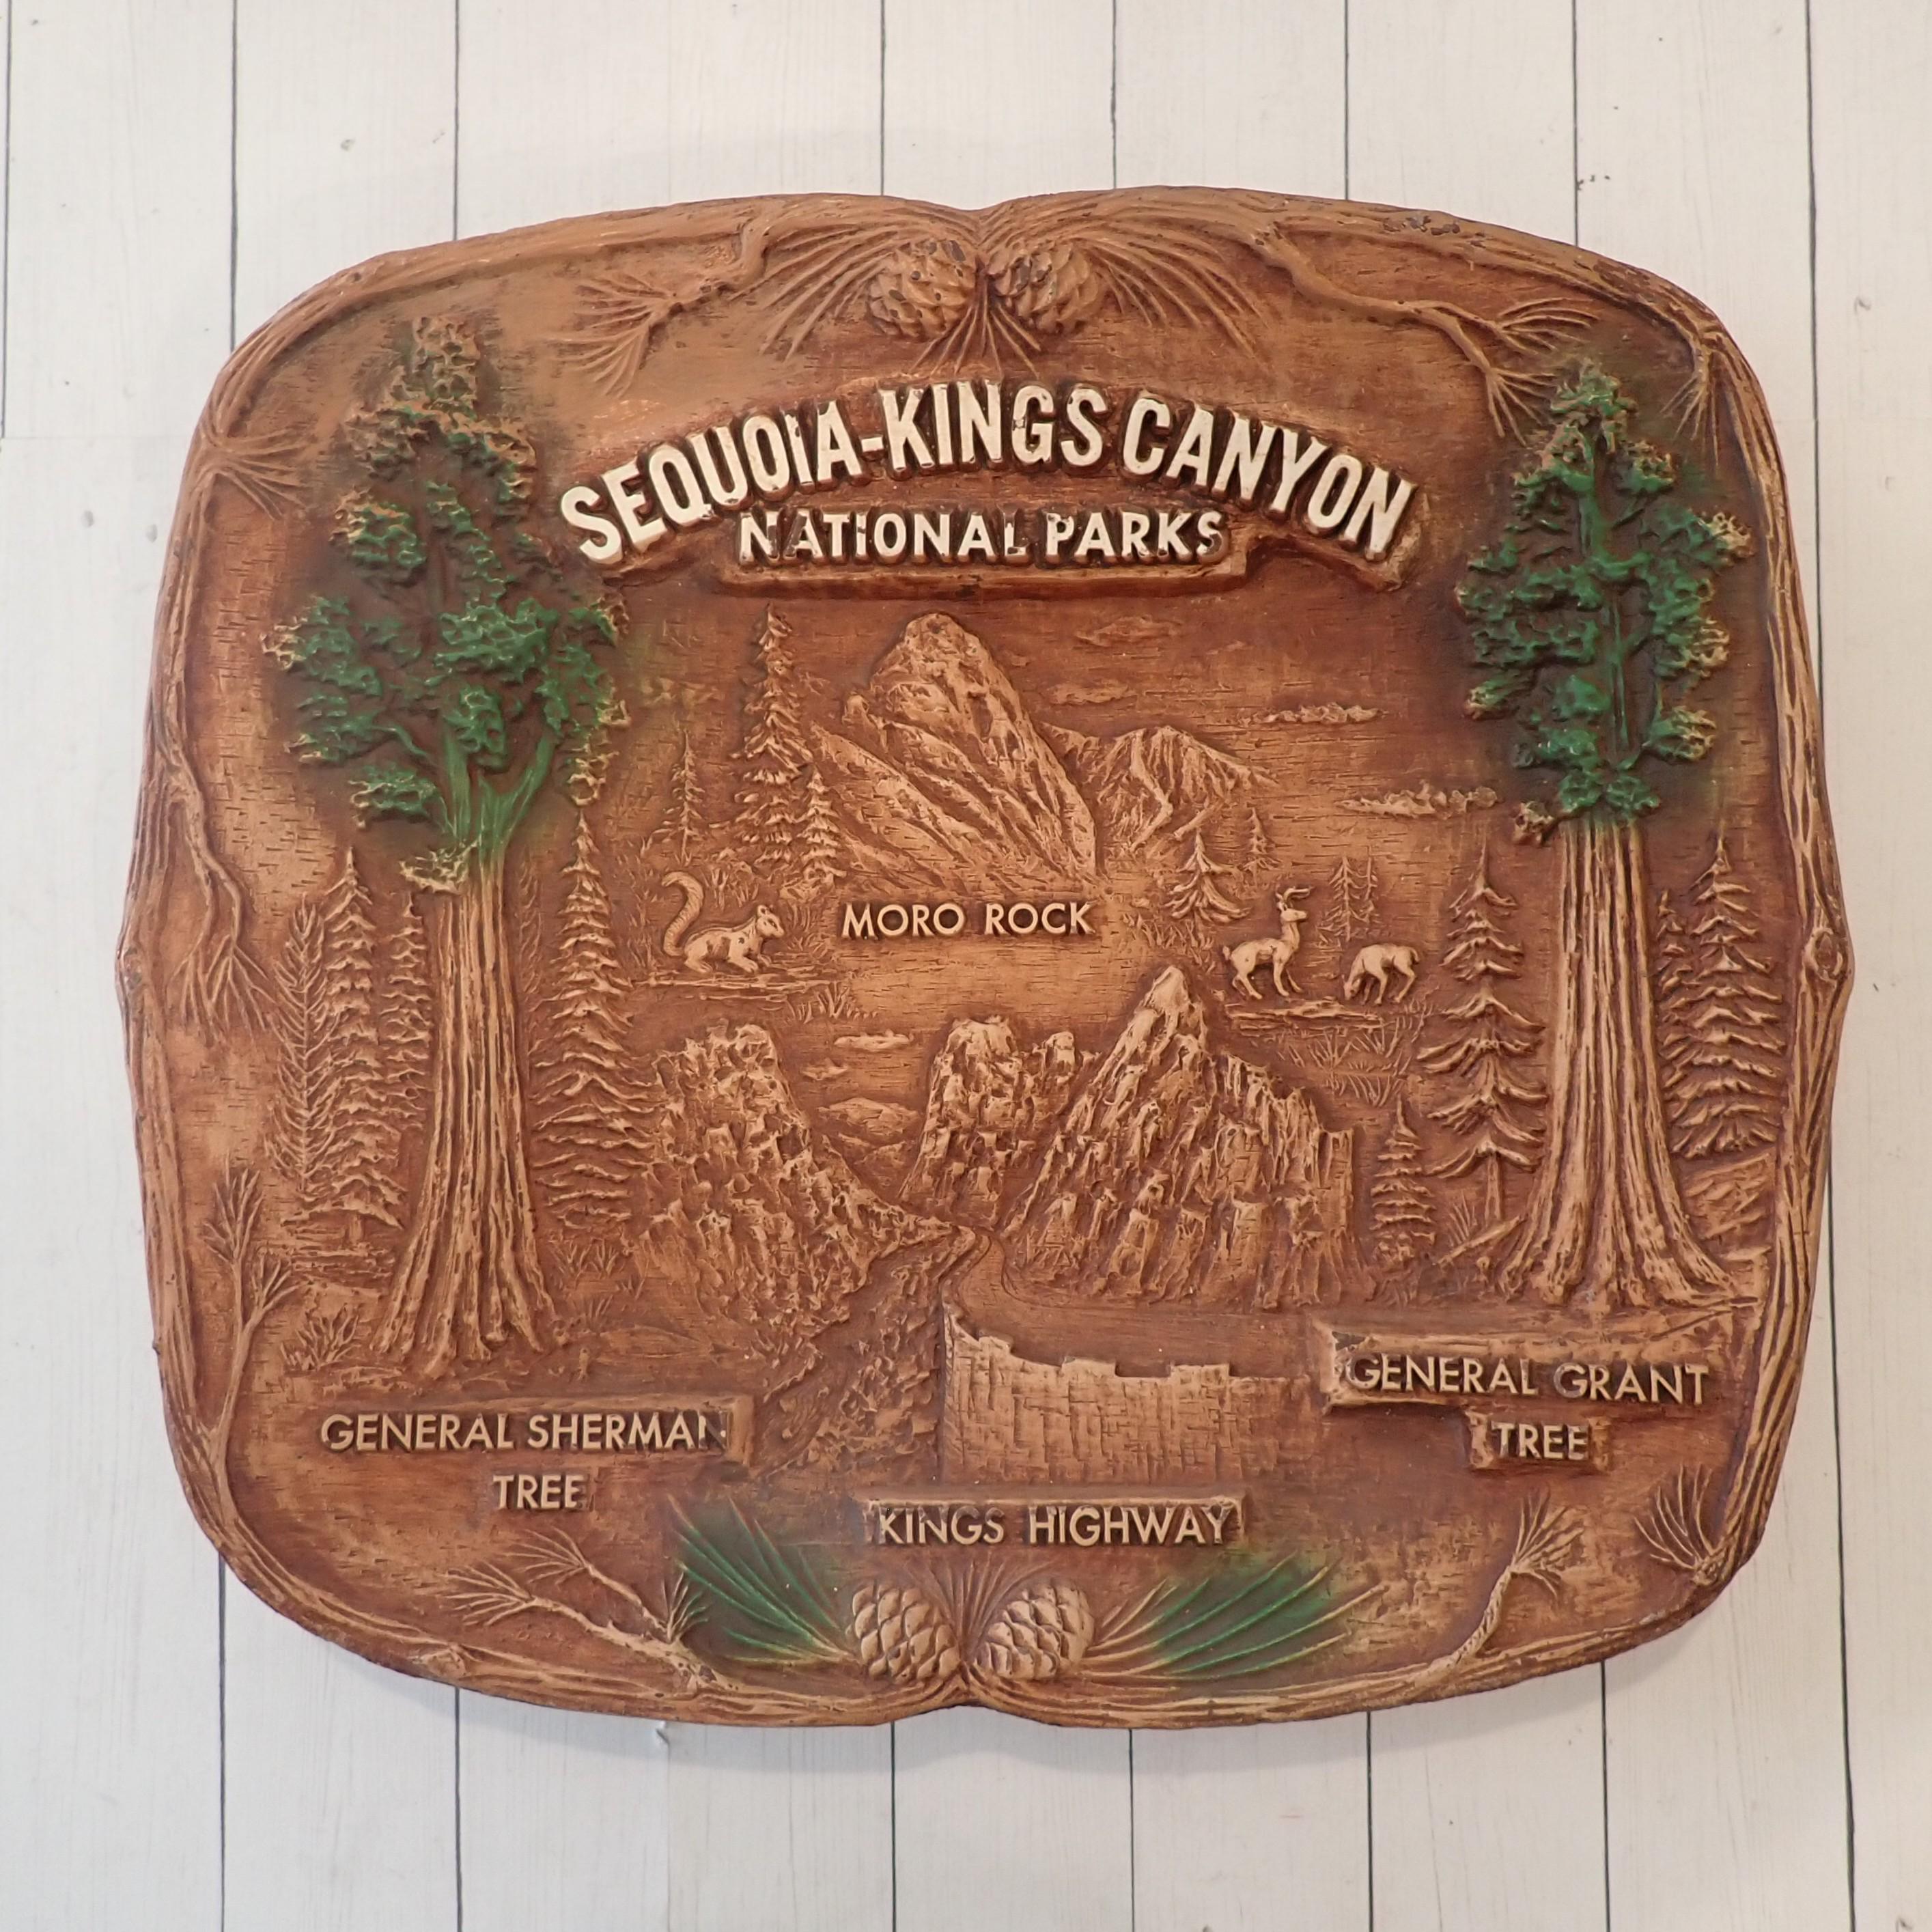 SEQUOIA-KINGS CANYON
NATIONAL PARKS
MORO ROCK
GENERAL SHERMAN
TREE
GENERAL GRANT
TREE
KINGS HIGHWAY